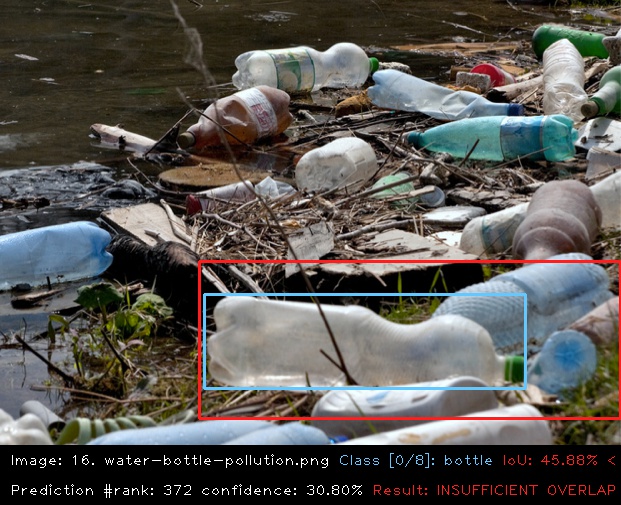 Image: 16. water-bottle-pollution.png Class [0/8]: bottle IoU: 45.88% <
Prediction #rank: 372 confidence: 30.80% Result: INSUFFICIENT OVERLAP